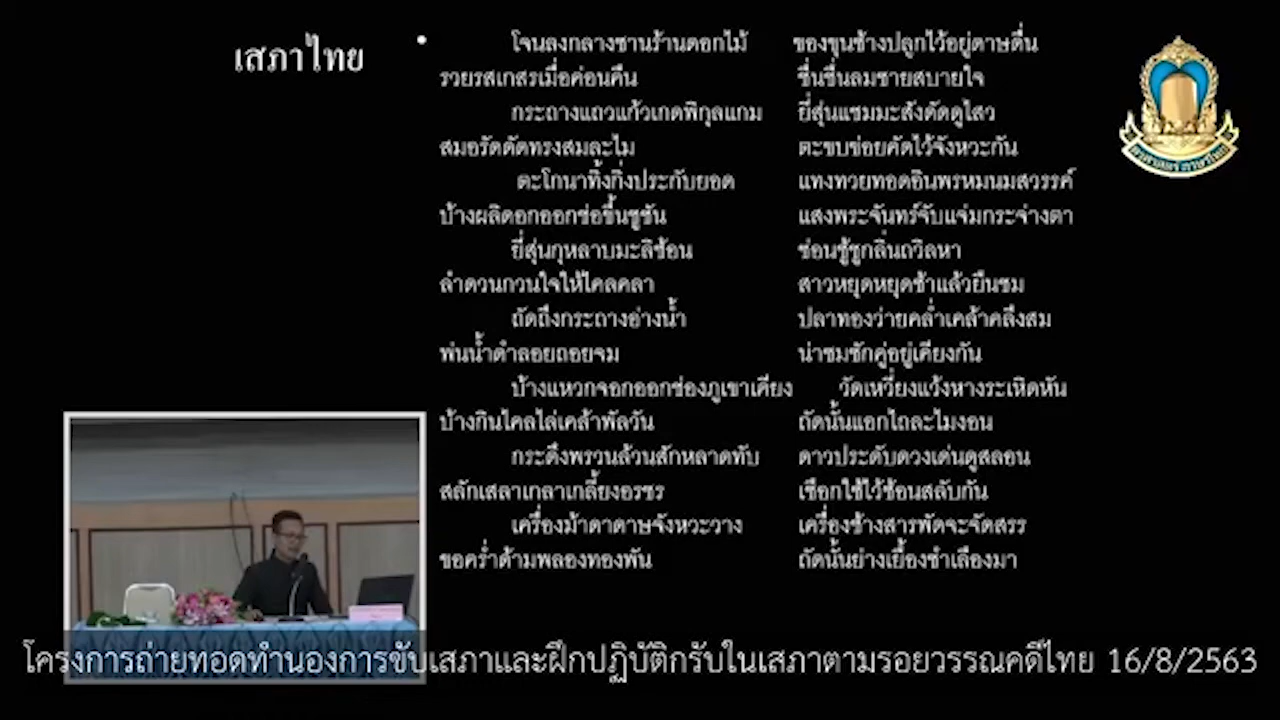 เสภาไทย
• โจนลงกลางชานร้านดอกไม้ ของขุนช้างปลูกไว้อยู่ดาษดื่น
รวยรสเกสรเมื่อค่อนคืน ชื่นชื่นลมชายสบายใจ
กระถางแถวแก้วเกดพิกุลแกม ยี่สุ่นแซมมะสังดัดดูไสว
สมอรัดดัดทรงสมละไม ตะขบข่อยคัดไว้จังหวะกัน
ตะโกนาทิ้งกิ่งประกับยอด แทงทวยทอดอินพรหมนมสวรรค์
บ้างผลิดอกออกช่อขึ้นชูชัน แสงพระจันทร์จับแจ่มกระจ่างตา
ยี่สุ่นกุหลาบมะลิซ้อน ซ่อนชู้ชูกลิ่นถวิลหา
ลำดวนกวนใจให้ไคลคลา สาวหยุดหยุดช้าแล้วยืนชม
ถัดถึงกระถางอ่างน้ำ ปลาทองว่ายคล่ำเคล้าคลึงสม
พ่นน้ำดำลอยถอยจม น่าชมชักคู่อยู่เคียงกัน
บ้างแหวกจอกออกช่องภูเขาเคียง วัดเหวี่ยงแว้งหางระเหิดหัน
บ้างกินไคลไล่เคล้าพัลวัน ถัดนั้นแอกไถละไมงอน
กระดึงพรวนล้วนสักหลาดทับ ดาวประดับดวงเด่นดูสลอน
สลักเสลาเกลาเกลี้ยงอรชร เชือกใช้ไว้ซ้อนสลับกัน
เครื่องม้าดาดาษจังหวะวาง เครื่องช้างสารพัดจะจัดสรร
ขอคร่ำด้ามพลองทองพัน ถัดนั้นย่างเยื้องชำเลืองมา
โครงการถ่ายทอดทำนองการขับเสภาและฝึกปฏิบัติกรับในเสภาตามรอยวรรณคดีไทย 16/8/2563